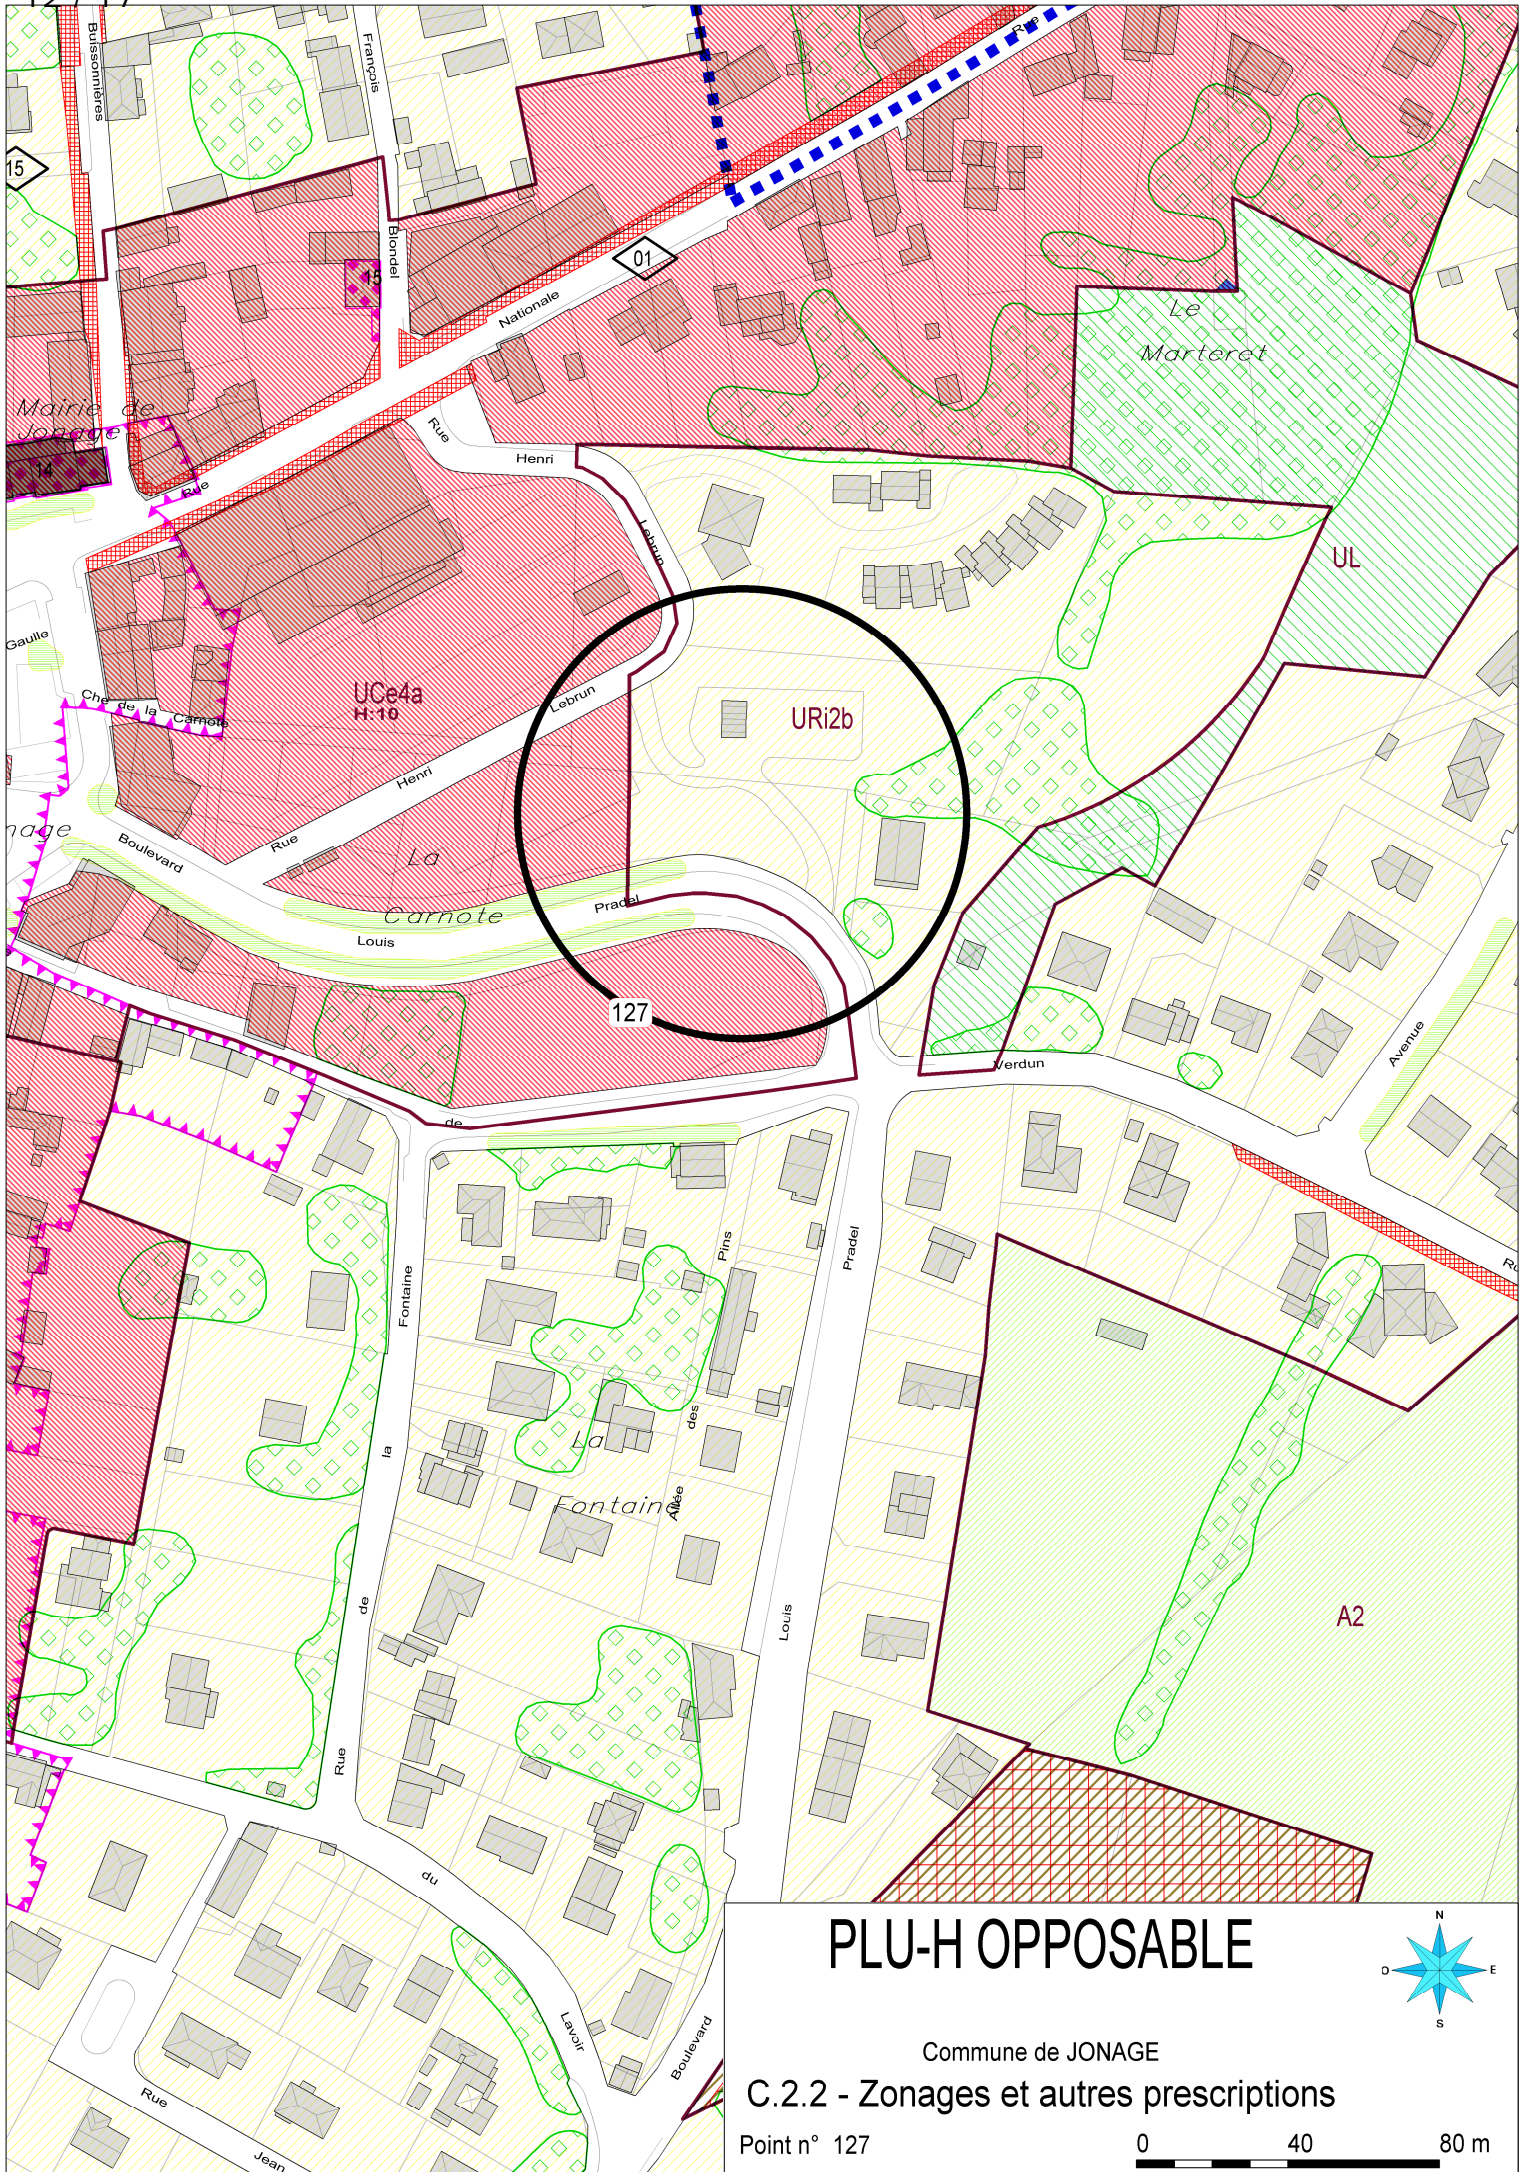 Buissonnières
François
Rue
15
Blondel
15
01
Nationale
Le
Marteret
Mairie de
Jonage
14
Rue
Rue
Henri
Lebrun
UL
Gaulle
Che de la Carnote
UCe4a
H:10
Lebrun
URi2b
Henri
Rue
nage
Boulevard
La
Carnote
Pradel
Louis
127
Verdun
Avenue
de
Pins
Pradel
Fontaine
des
la
La
Fontaine
Allée
de
Louis
A2
Rue
du
Lavoir
Boulevard
Rue
Jean
PLU-H OPPOSABLE
N
O
E
S
Commune de JONAGE
C.2.2 - Zonages et autres prescriptions
Point n° 127
0 40 80 m